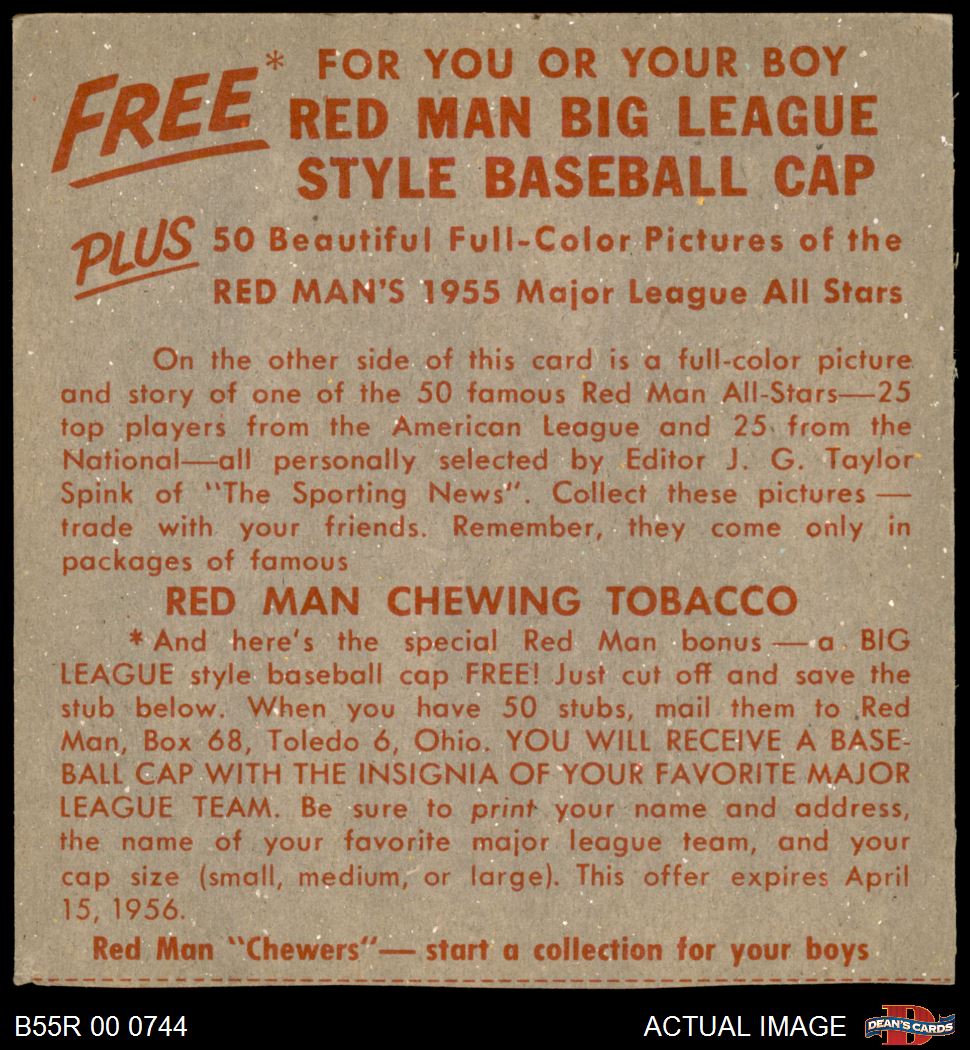 FREE* FOR YOU OR YOUR BOY
RED MAN BIG LEAGUE
STYLE BASEBALL CAP
PLUS 50 Beautiful Full-Color Pictures of the
RED MAN'S 1955 Major League All Stars
On the other side of this card is a full-color picture
and story of one of the 50 famous Red Man All-Stars—25
top players from the American League and 25 from the
National—all personally selected by Editor J. G. Taylor
Spink of "The Sporting News". Collect these pictures —
trade with your friends. Remember, they come only in
packages of famous
RED MAN CHEWING TOBACCO
*And here's the special Red Man bonus — a BIG
LEAGUE style baseball cap FREE! Just cut off and save the
stub below. When you have 50 stubs, mail them to Red
Man, Box 68, Toledo 6, Ohio. YOU WILL RECEIVE A BASE-
BALL CAP WITH THE INSIGNIA OF YOUR FAVORITE MAJOR
LEAGUE TEAM. Be sure to print your name and address,
the name of your favorite major league team, and your
cap size (small, medium, or large). This offer expires April
15, 1956.
Red Man "Chewers"— start a collection for your boys
B55R 00 0744
ACTUAL IMAGE
DEAN'S CARDS